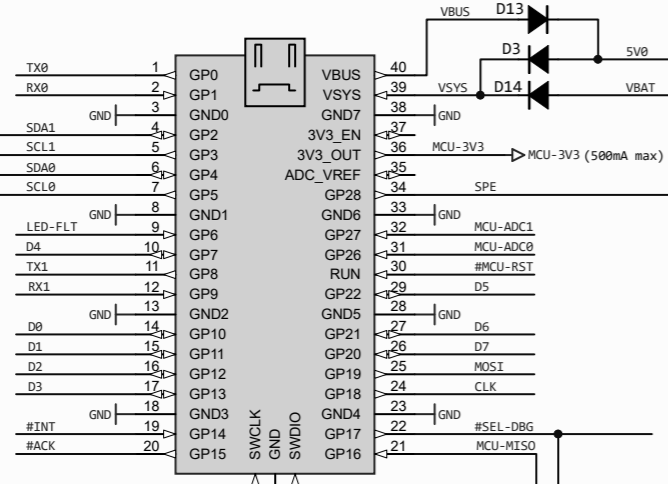 VBUS D13
D3 5V0
VSYS D14 VBAT
TX0 1 GP0 VBUS 40
RX0 2 GP1 VSYS 39
GND 3 GND0 GND7 38 GND
SDA1 4 GP2 3V3_EN 37
SCL1 5 GP3 3V3_OUT 36 MCU-3V3 MCU-3V3 (500mA max)
SDA0 6 GP4 ADC_VREF 35
SCL0 7 GP5 GP28 34 SPE
GND 8 GND1 GND6 33 GND
LED-FLT 9 GP6 GP27 32 MCU-ADC1
D4 10 GP7 GP26 31 MCU-ADC0
TX1 11 GP8 RUN 30 #MCU-RST
RX1 12 GP9 GP22 29 D5
GND 13 GND2 GND5 28 GND
D0 14 GP10 GP21 27 D6
D1 15 GP11 GP20 26 D7
D2 16 GP12 GP19 25 MOSI
D3 17 GP13 GP18 24 CLK
GND 18 GND3 GND4 23 GND
#INT 19 GP14 GP17 22 #SEL-DBG
#ACK 20 GP15 GP16 21 MCU-MISO
SWCLK
GND
SWDIO